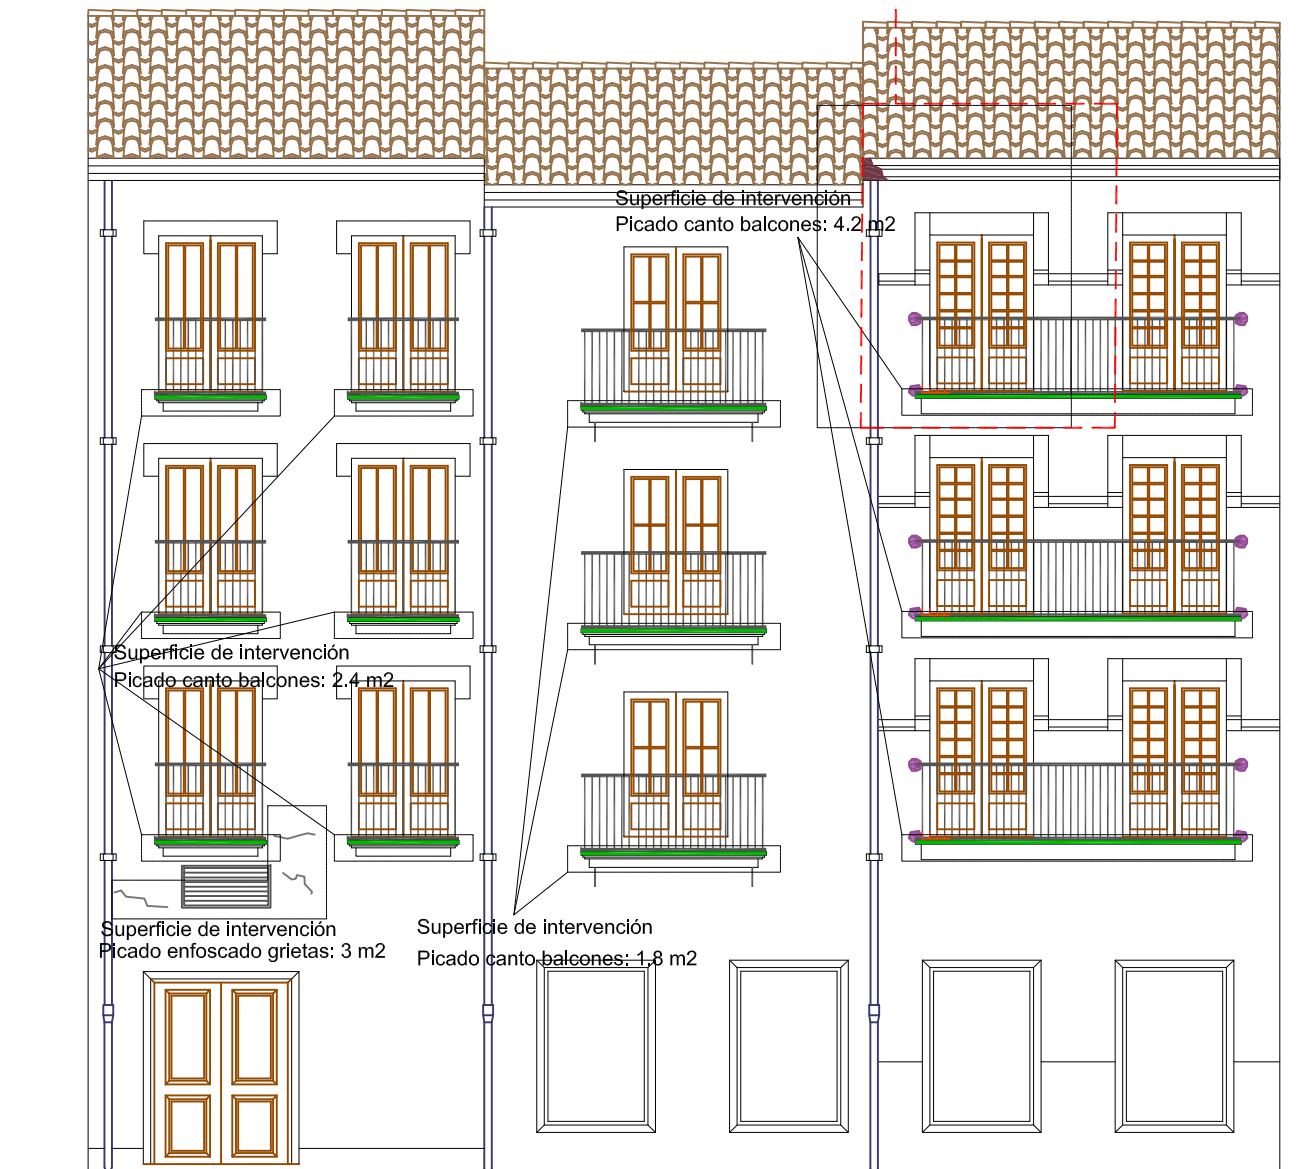 Superficie de intervención
Picado canto balcones: 4.2 m2
Superficie de intervención
Picado canto balcones: 2.4 m2
Superficie de intervención
Picado enfoscado grietas: 3 m2
Superficie de intervención
Picado canto balcones: 1.8 m2